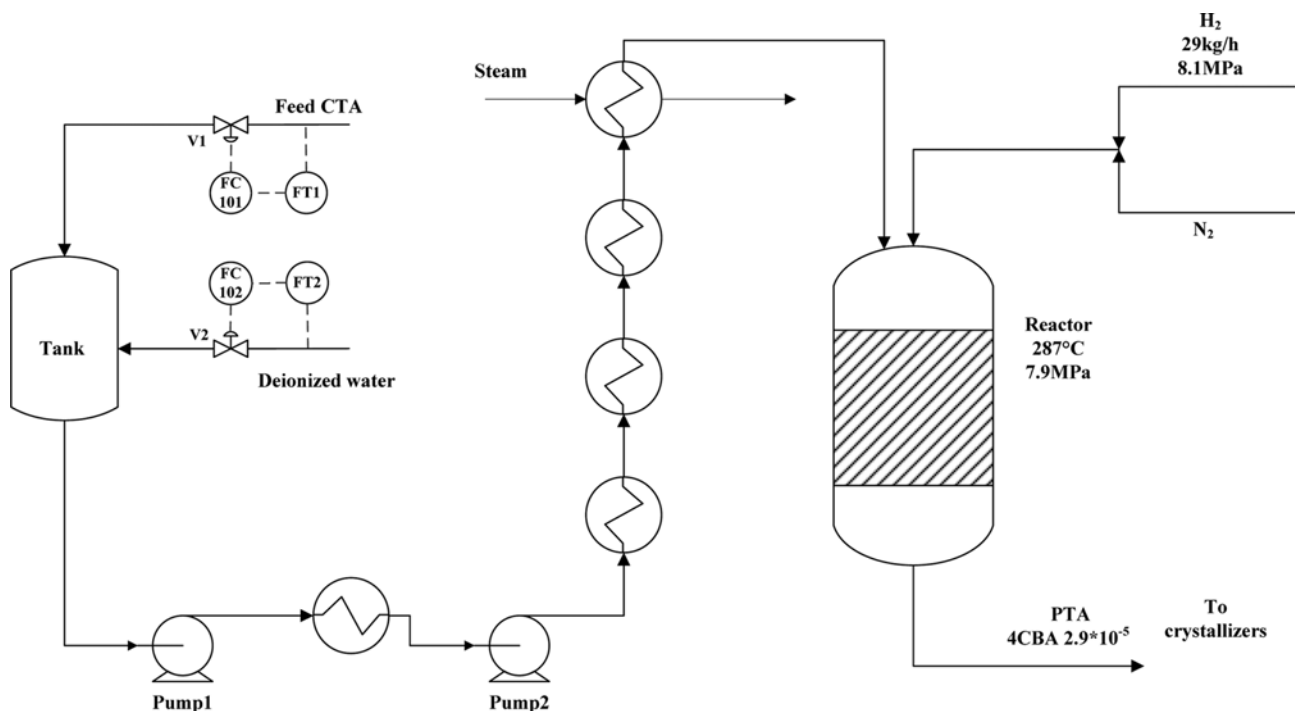 H₂
29kg/h
8.1MPa
Steam
Feed CTA
V1
FC
101
FT1
N₂
FC
102
FT2
V2
Tank
Deionized water
Reactor
287°C
7.9MPa
PTA
4CBA 2.9*10⁻⁵
To
crystallizers
Pump1
Pump2